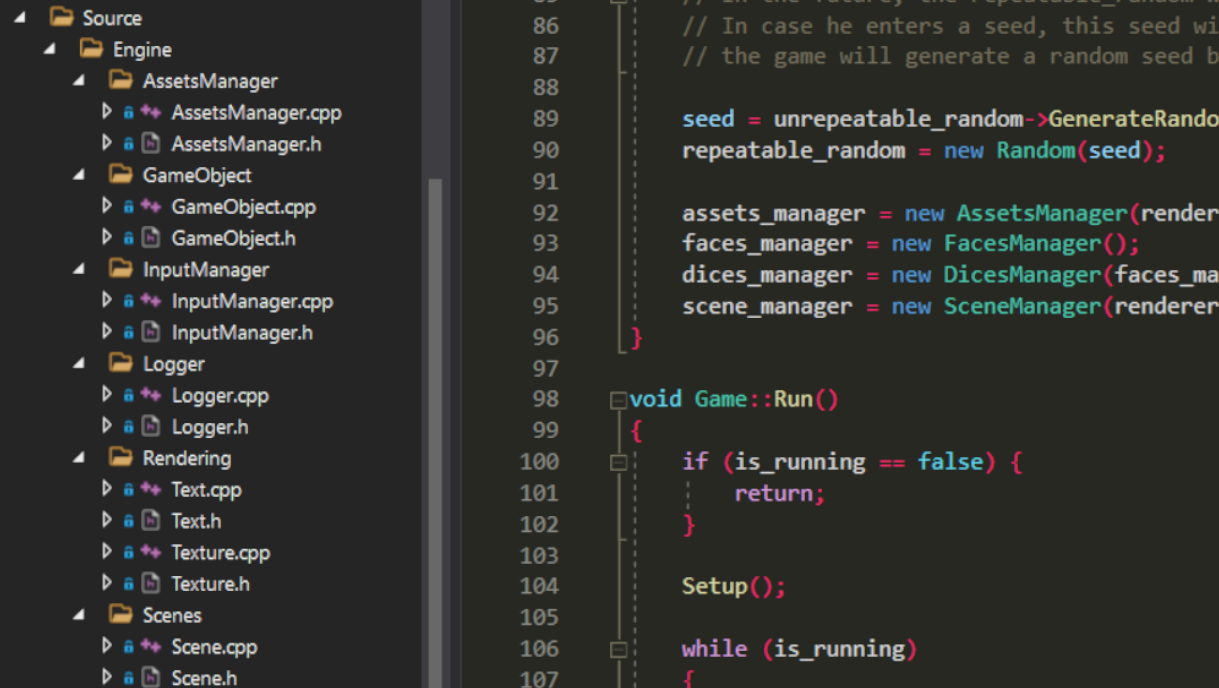 Source
Engine
AssetsManager
AssetsManager.cpp
AssetsManager.h
GameObject
GameObject.cpp
GameObject.h
InputManager
InputManager.cpp
InputManager.h
Logger
Logger.cpp
Logger.h
Rendering
Text.cpp
Text.h
Texture.cpp
Texture.h
Scenes
Scene.cpp
Scene.h
86 // In case he enters a seed, this seed wi
87 // the game will generate a random seed b
88
89 seed = unrepeatable_random->GenerateRando
90 repeatable_random = new Random(seed);
91
92 assets_manager = new AssetsManager(render
93 faces_manager = new FacesManager();
94 dices_manager = new DicesManager(faces_ma
95 scene_manager = new SceneManager(renderer
96 }
97
98 void Game::Run()
99 {
100 if (is_running == false) {
101 return;
102 }
103
104 Setup();
105
106 while (is_running)
107 {